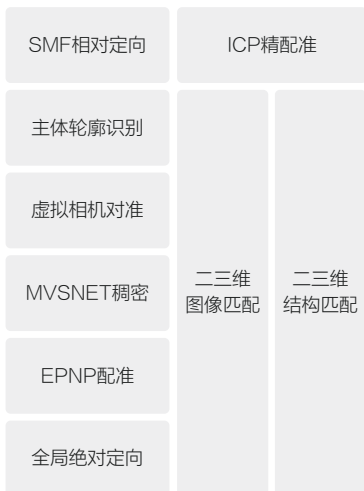 SMF相对定向
ICP精配准
主体轮廓识别
虚拟相机对准
MVSNET稠密
EPNP配准
全局绝对定向
二三维
图像匹配
二三维
结构匹配